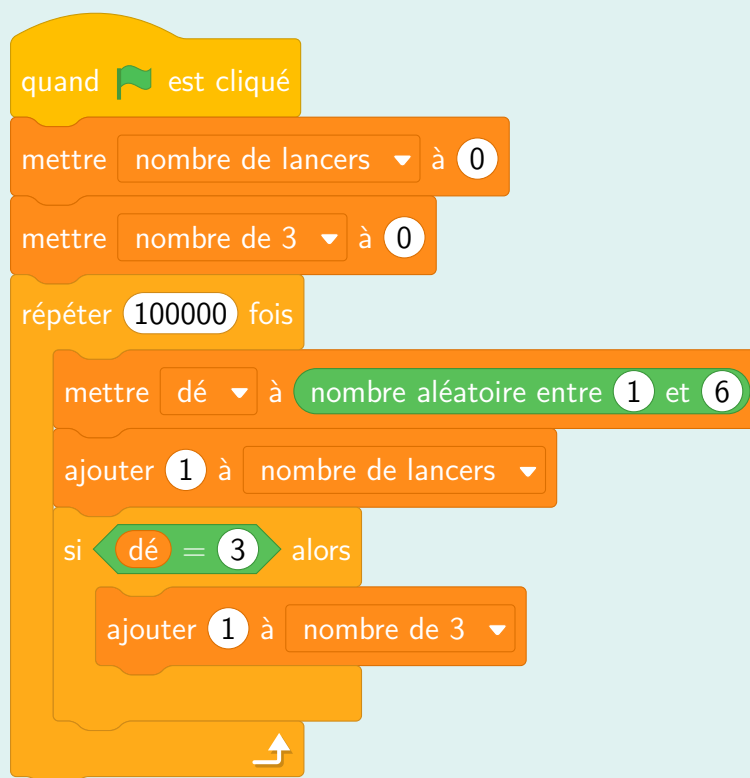 quand est cliqué
mettre nombre de lancers à 0
mettre nombre de 3 à 0
répéter 100000 fois
mettre dé à nombre aléatoire entre 1 et 6
ajouter 1 à nombre de lancers
si dé = 3 alors
ajouter 1 à nombre de 3